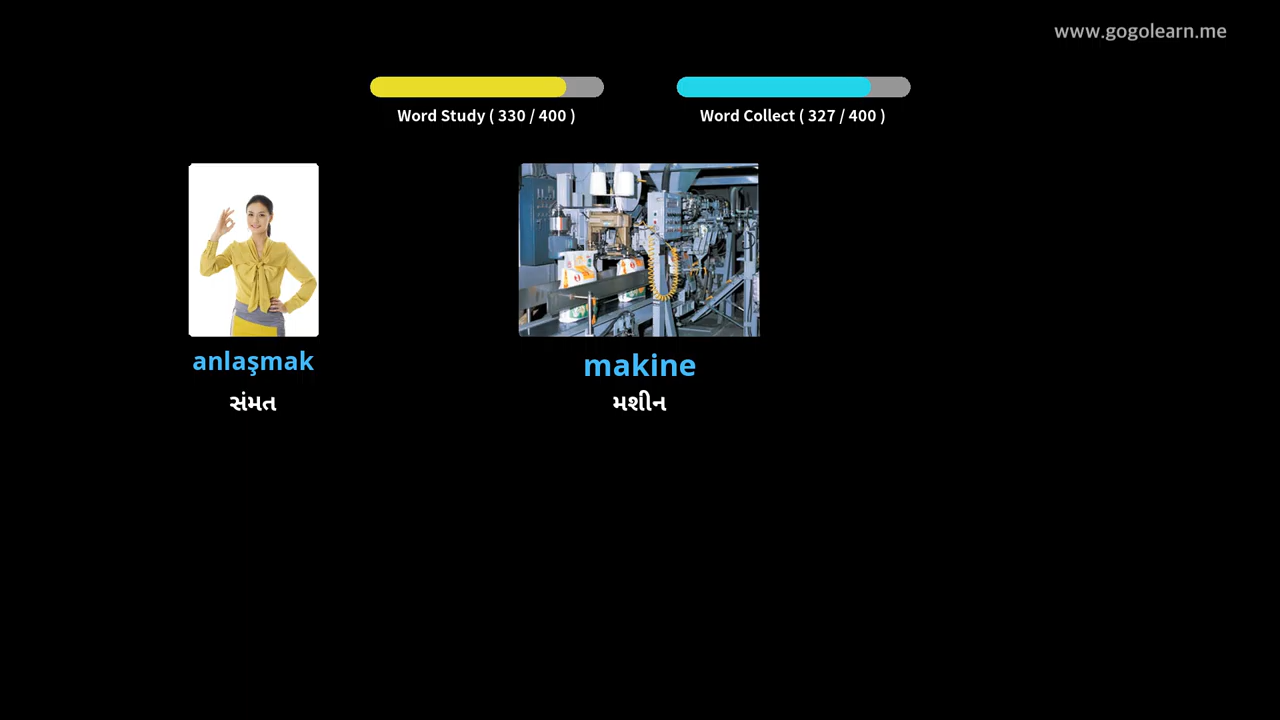 www.gogolearn.me
Word Study ( 330 / 400 )
Word Collect ( 327 / 400 )
anlaşmak
સંમત
makine
મશીન